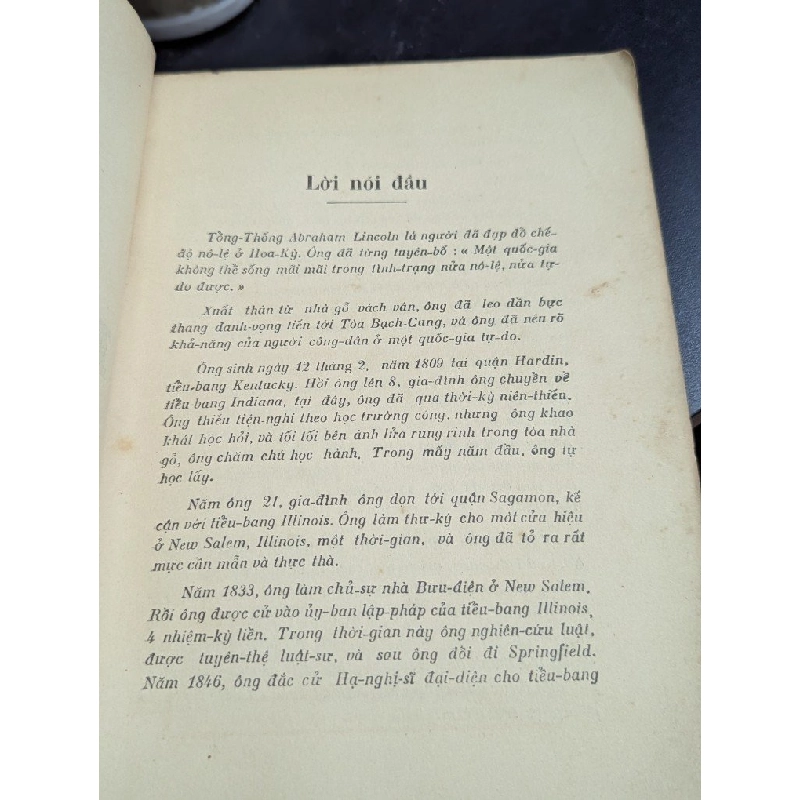 Lời nói đầu
Tổng-Thống Abraham Lincoln là người đã đạp đổ chế-
độ nô-lệ ở Hoa-Kỳ. Ông đã từng tuyên-bố : « Một quốc-gia
không thể sống mãi mãi trong tình-trạng nửa nô-lệ, nửa tự-
do được. »
Xuất thân từ nhà gỗ vách ván, ông đã leo dần bực
thang danh-vọng tiến tới Tòa Bạch-Cung, và ông đã nên rõ
khả-năng của người công-dân ở một quốc-gia tự-do.
Ông sinh ngày 12 tháng 2, năm 1809 tại quận Hardin,
tiểu-bang Kentucky. Hồi ông lên 8, gia-đình ông chuyển về
tiểu-bang Indiana, tại đây, ông đã qua thời-kỳ niên-thiếu.
Ông thiếu tiện-nghi theo học trường công, nhưng ông khao
khát học hỏi, và tối tối bên ánh lửa rung rinh trong tòa nhà
gỗ, ông chăm chú học hành. Trong mấy năm đầu, ông tự
học lấy.
Năm ông 21, gia-đình ông dọn tới quận Sagamon, kế
cận với tiểu-bang Illinois. Ông làm thư-ký cho một cửa hiệu
ở New Salem, Illinois, một thời-gian, và ông đã tỏ ra rất
mực cần mẫn và thực thà.
Năm 1833, ông làm chủ-sự nhà Bưu-điện ở New Salem.
Rồi ông được cử vào ủy-ban lập-pháp của tiểu-bang Illinois,
4 nhiệm-kỳ liền. Trong thời-gian này ông nghiên-cứu luật,
được tuyên-thệ luật-sư, và sau ông dời đi Springfield.
Năm 1846, ông đắc cử Hạ-nghị-sĩ đại-diện cho tiểu-bang